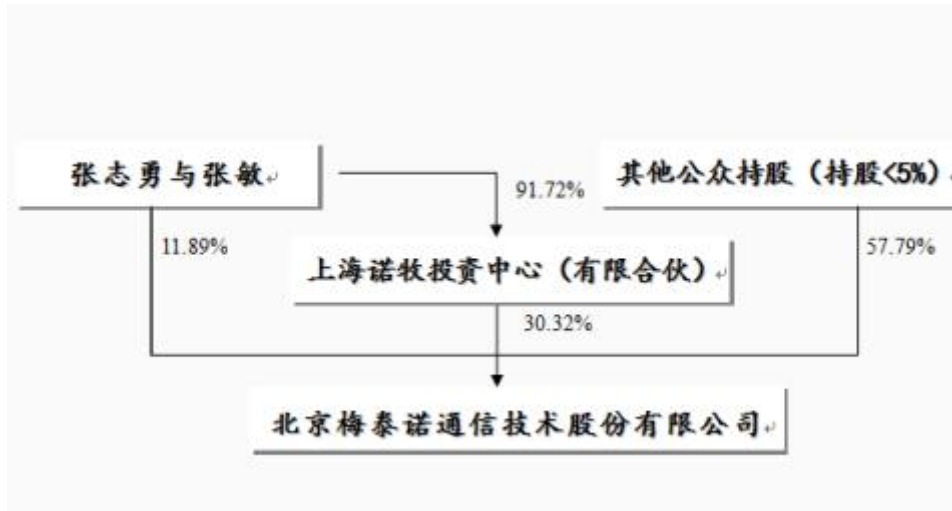 张志勇与张敏
其他公众持股（持股<5%）
91.72%
11.89%
57.79%
上海诺牧投资中心（有限合伙）
30.32%
北京梅泰诺通信技术股份有限公司